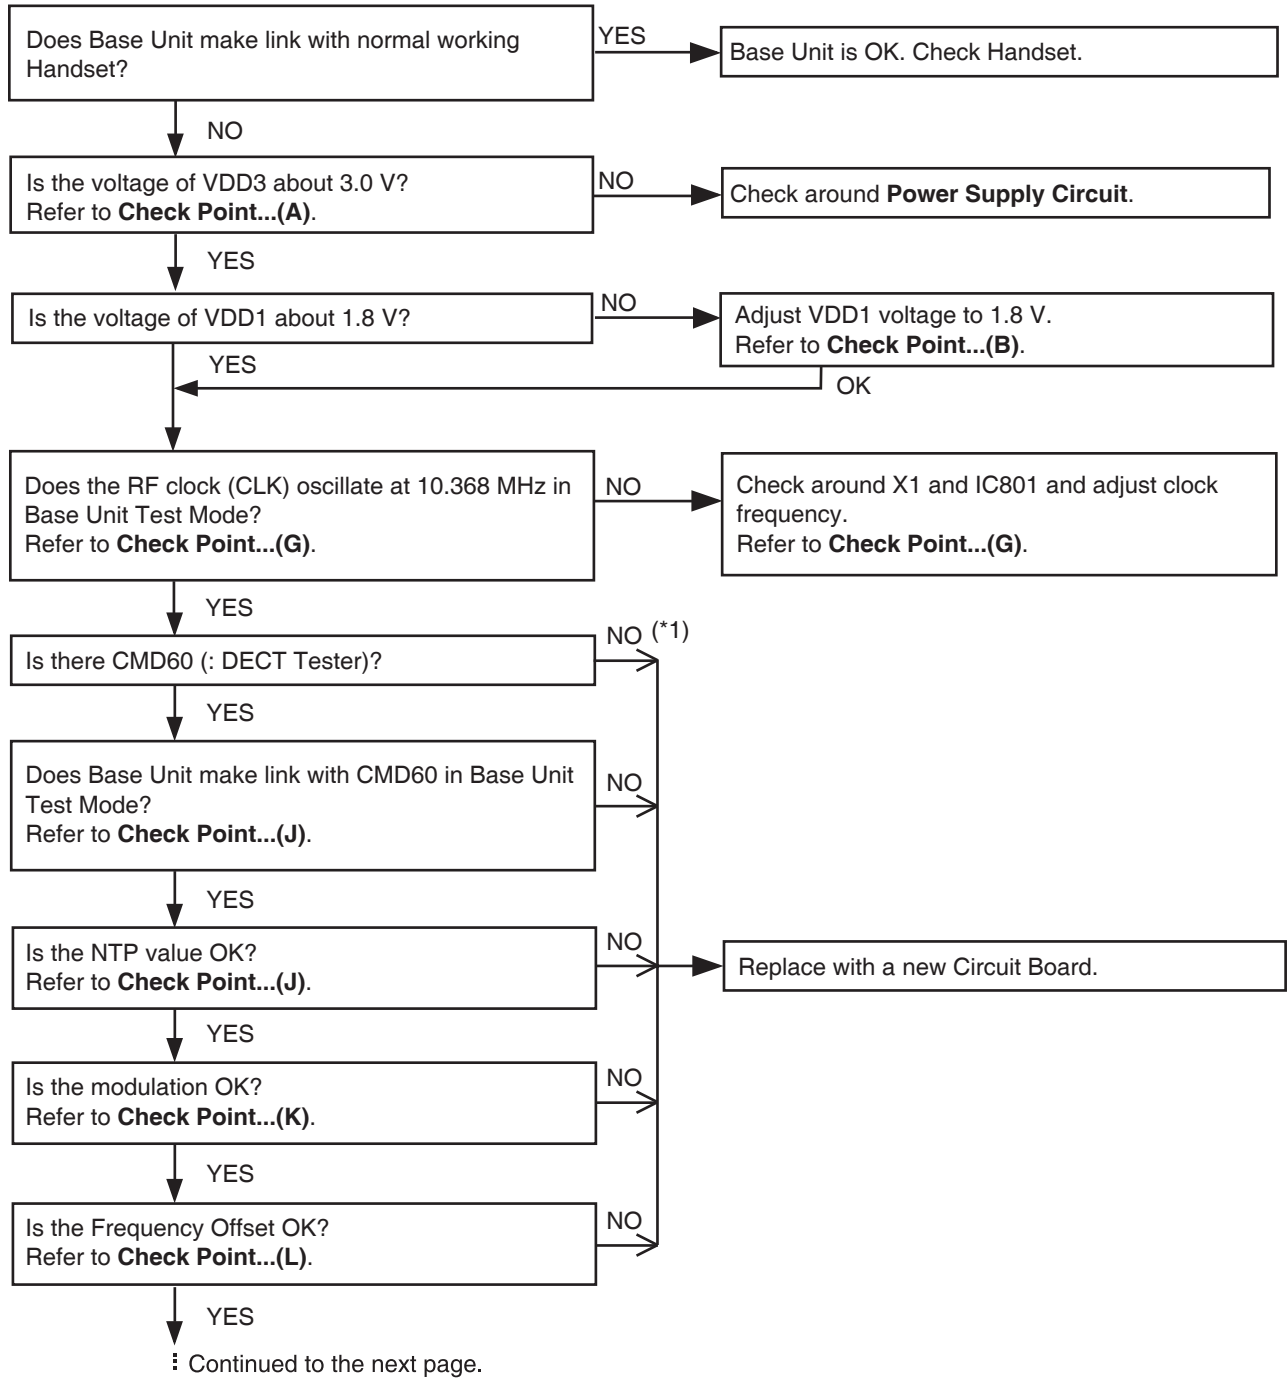 Does Base Unit make link with normal working
Handset?
YES
Base Unit is OK. Check Handset.
NO
Is the voltage of VDD3 about 3.0 V?
Refer to Check Point...(A).
NO
Check around Power Supply Circuit.
YES
Is the voltage of VDD1 about 1.8 V?
NO
Adjust VDD1 voltage to 1.8 V.
Refer to Check Point...(B).
YES
OK
Does the RF clock (CLK) oscillate at 10.368 MHz in
Base Unit Test Mode?
Refer to Check Point...(G).
NO
Check around X1 and IC801 and adjust clock
frequency.
Refer to Check Point...(G).
YES
Is there CMD60 (: DECT Tester)?
NO (*1)
YES
Does Base Unit make link with CMD60 in Base Unit
Test Mode?
Refer to Check Point...(J).
NO
YES
Is the NTP value OK?
Refer to Check Point...(J).
NO
Replace with a new Circuit Board.
YES
Is the modulation OK?
Refer to Check Point...(K).
NO
YES
Is the Frequency Offset OK?
Refer to Check Point...(L).
NO
YES
Continued to the next page.